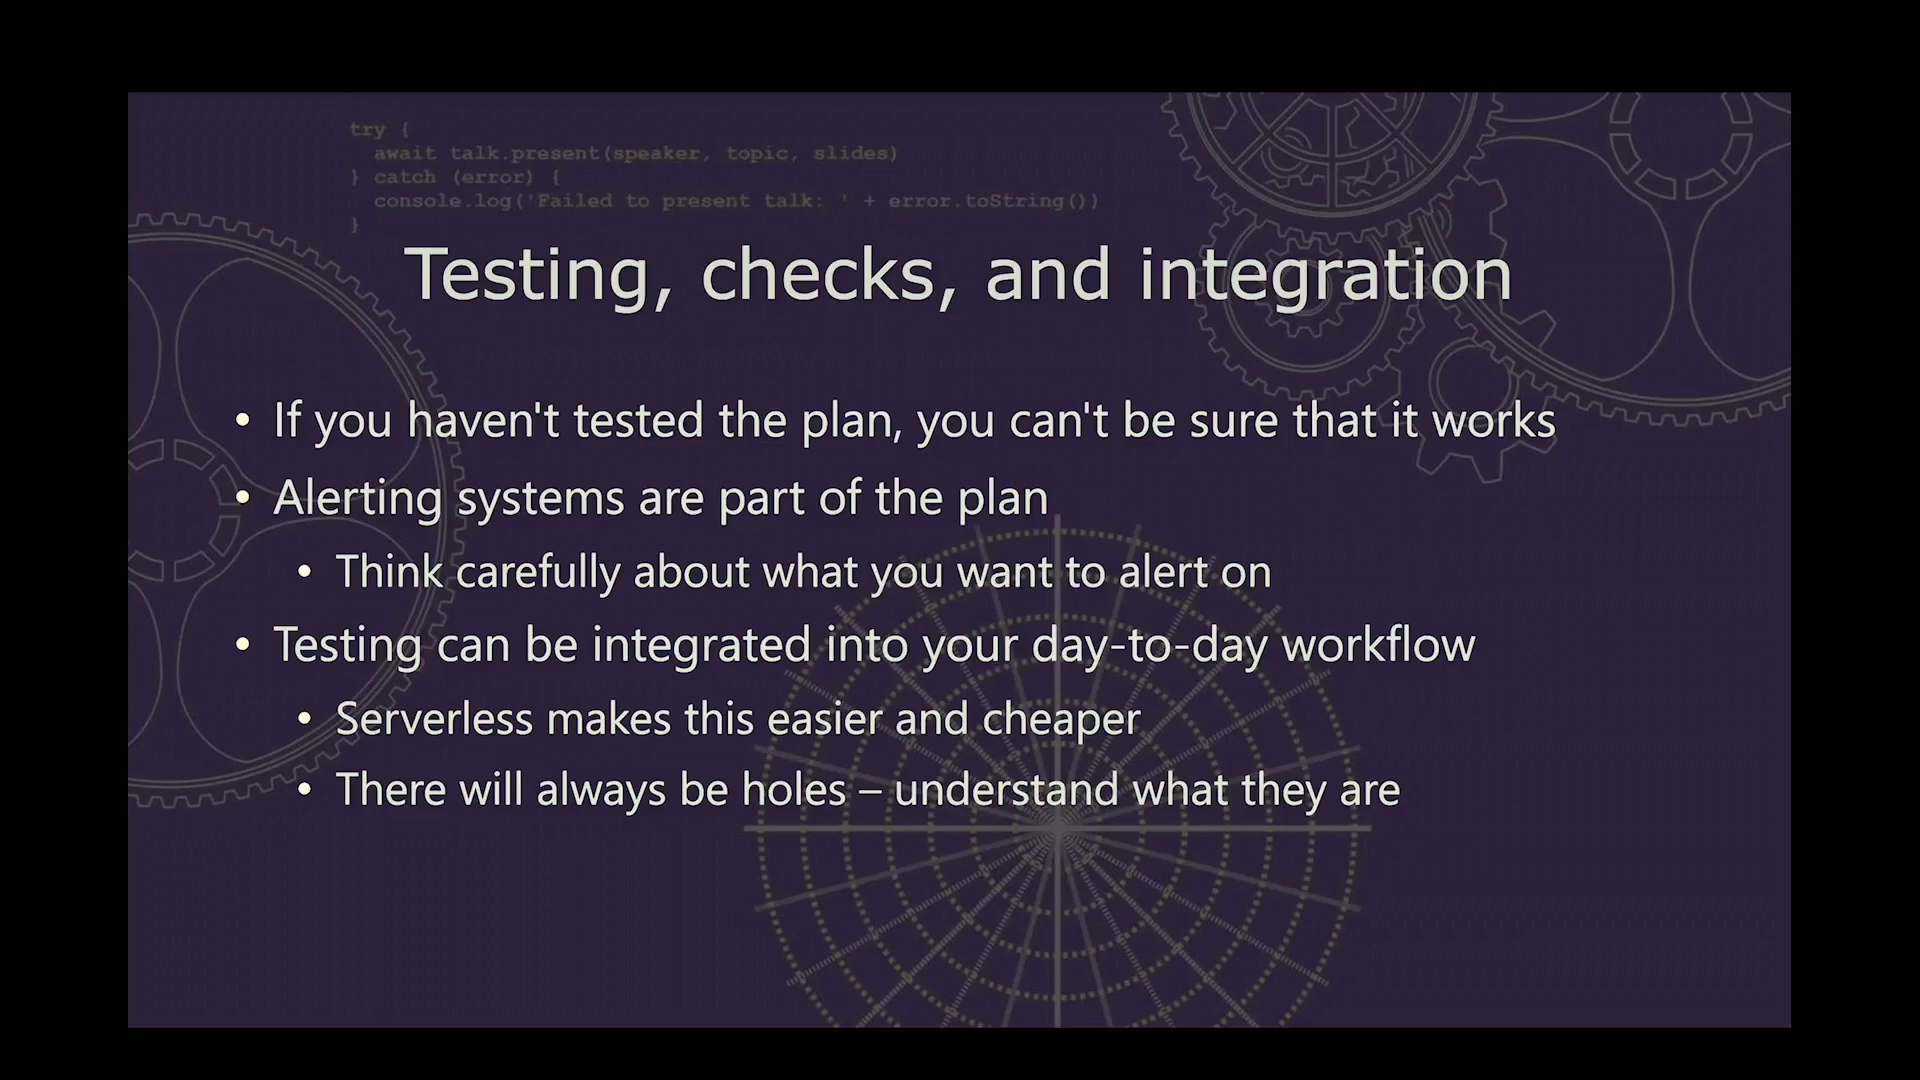 try {
  await talk.present(speaker, topic, slides)
} catch (error) {
  console.log('Failed to present talk: ' + error.toString())
}
Testing, checks, and integration
• If you haven't tested the plan, you can't be sure that it works
• Alerting systems are part of the plan
• Think carefully about what you want to alert on
• Testing can be integrated into your day-to-day workflow
• Serverless makes this easier and cheaper
• There will always be holes – understand what they are